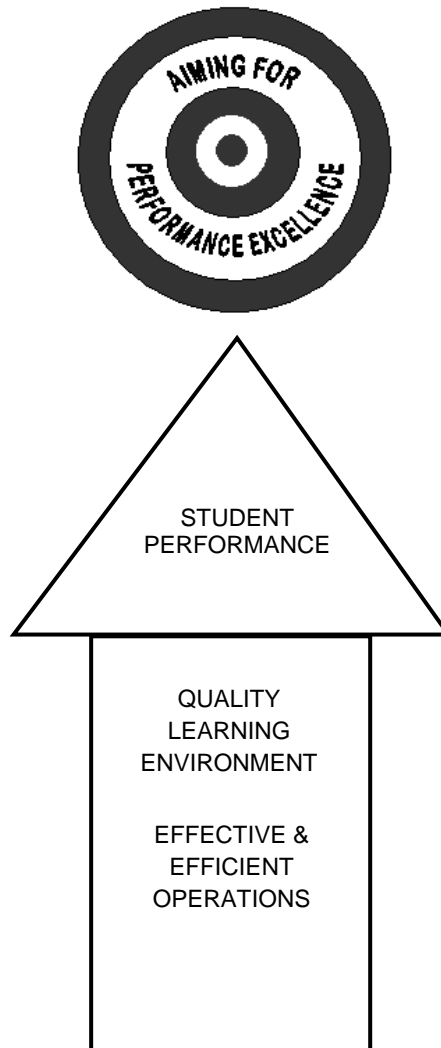 AIMING FOR
PERFORMANCE EXCELLENCE
STUDENT
PERFORMANCE
QUALITY
LEARNING
ENVIRONMENT
EFFECTIVE &
EFFICIENT
OPERATIONS